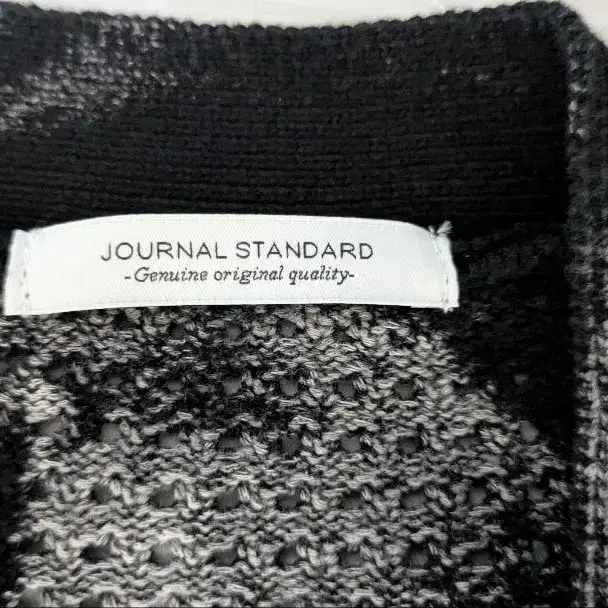 JOURNAL STANDARD
-Genuine original quality-